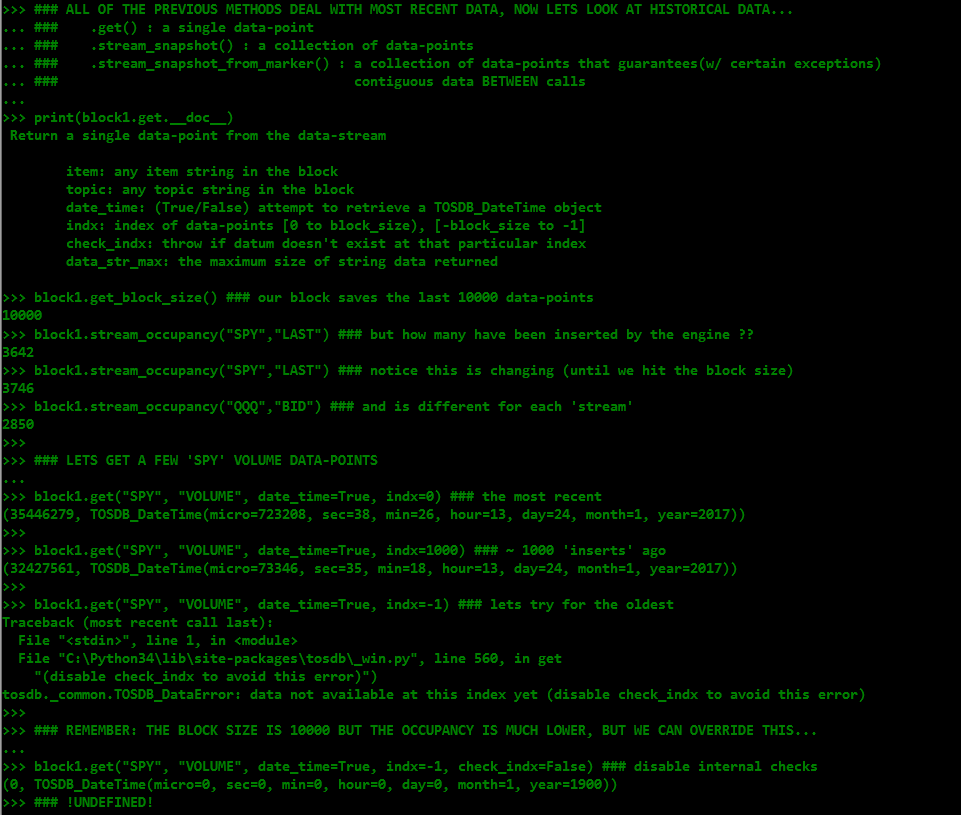 >>> ### ALL OF THE PREVIOUS METHODS DEAL WITH MOST RECENT DATA, NOW LETS LOOK AT HISTORICAL DATA...
... ###    .get() : a single data-point
... ###    .stream_snapshot() : a collection of data-points
... ###    .stream_snapshot_from_marker() : a collection of data-points that guarantees(w/ certain exceptions)
... ###                                     contiguous data BETWEEN calls
...
>>> print(block1.get.__doc__)
 Return a single data-point from the data-stream

        item: any item string in the block
        topic: any topic string in the block
        date_time: (True/False) attempt to retrieve a TOSDB_DateTime object
        indx: index of data-points [0 to block_size), [-block_size to -1]
        check_indx: throw if datum doesn't exist at that particular index
        data_str_max: the maximum size of string data returned

>>> block1.get_block_size() ### our block saves the last 10000 data-points
10000
>>> block1.stream_occupancy("SPY","LAST") ### but how many have been inserted by the engine ??
3642
>>> block1.stream_occupancy("SPY","LAST") ### notice this is changing (until we hit the block size)
3746
>>> block1.stream_occupancy("QQQ","BID") ### and is different for each 'stream'
2850
>>>
>>> ### LETS GET A FEW 'SPY' VOLUME DATA-POINTS
...
>>> block1.get("SPY", "VOLUME", date_time=True, indx=0) ### the most recent
(35446279, TOSDB_DateTime(micro=723208, sec=38, min=26, hour=13, day=24, month=1, year=2017))
>>>
>>> block1.get("SPY", "VOLUME", date_time=True, indx=1000) ### ~ 1000 'inserts' ago
(32427561, TOSDB_DateTime(micro=73346, sec=35, min=18, hour=13, day=24, month=1, year=2017))
>>>
>>> block1.get("SPY", "VOLUME", date_time=True, indx=-1) ### lets try for the oldest
Traceback (most recent call last):
  File "<stdin>", line 1, in <module>
  File "C:\Python34\lib\site-packages\tosdb\_win.py", line 560, in get
    "(disable check_indx to avoid this error)")
tosdb._common.TOSDB_DataError: data not available at this index yet (disable check_indx to avoid this error)
>>>
>>> ### REMEMBER: THE BLOCK SIZE IS 10000 BUT THE OCCUPANCY IS MUCH LOWER, BUT WE CAN OVERRIDE THIS...
...
>>> block1.get("SPY", "VOLUME", date_time=True, indx=-1, check_indx=False) ### disable internal checks
(0, TOSDB_DateTime(micro=0, sec=0, min=0, hour=0, day=0, month=1, year=1900))
>>> ### !UNDEFINED!